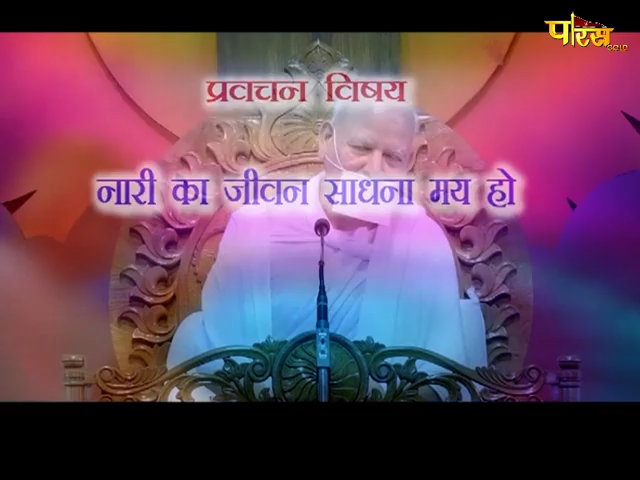 पारस
प्रवचन विषय
नारी का जीवन साधना मय हो